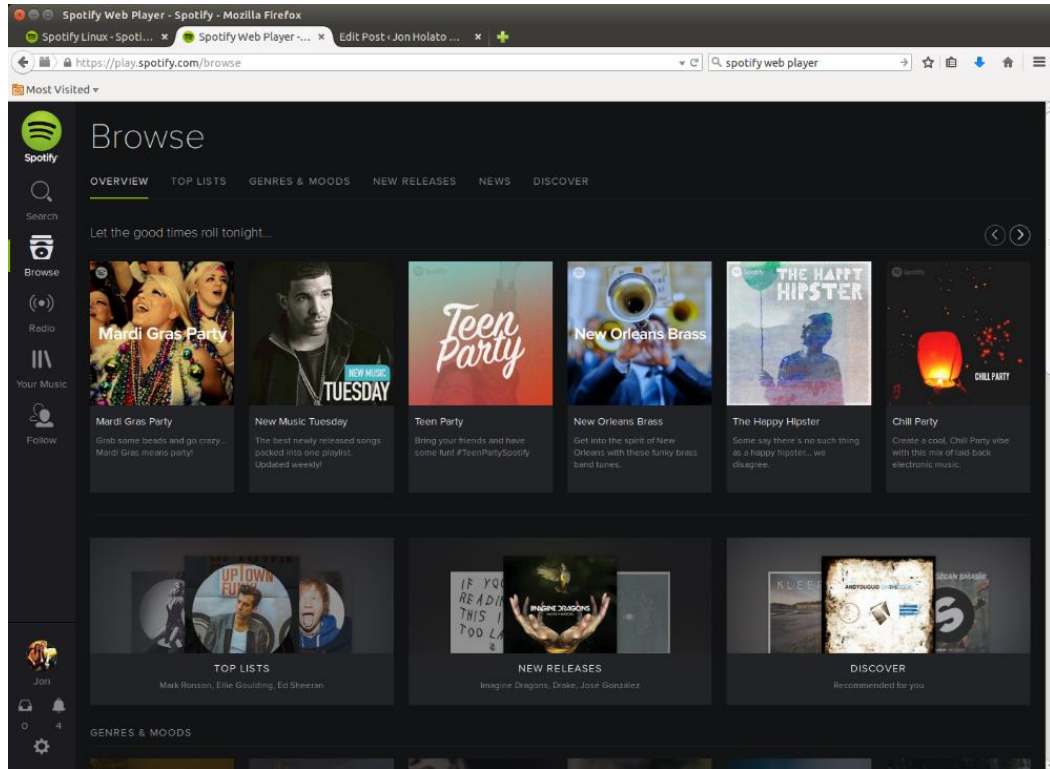 Spotify Web Player - Spotify - Mozilla Firefox
Spotify Linux - Spoti... × Spotify Web Player -... × Edit Post ‹ Jon Holato ... ×
https://play.spotify.com/browse spotify web player
Most Visited
Spotify
Search
Browse
Radio
Your Music
Follow
Jon
0 4
Browse
OVERVIEW TOP LISTS GENRES & MOODS NEW RELEASES NEWS DISCOVER
Let the good times roll tonight...
Mardi Gras Party
Mardi Gras Party
Grab some beads and go crazy...
Mardi Gras means party!
NEW MUSIC
TUESDAY
New Music Tuesday
The best newly released songs
packed into one playlist.
Updated weekly!
Teen
Party
Teen Party
Bring your friends and have
some fun! #TeenPartySpotify
New Orleans Brass
New Orleans Brass
Get into the spirit of New
Orleans with these funky brass
band tunes.
Spotify
THE HAPPY
HIPSTER
The Happy Hipster
Some say there's no such thing
as a happy hipster... we
disagree.
Spotify
CHILL PARTY
Chill Party
Create a cool, Chill Party vibe
with this mix of laid-back
electronic music.
UPTOWN
TOP LISTS
Mark Ronson, Ellie Goulding, Ed Sheeran
IF YOU
THIS
TOO
IMAGINE DRAGONS
NEW RELEASES
Imagine Dragons, Drake, José González
DISCOVER
Recommended for you
GENRES & MOODS